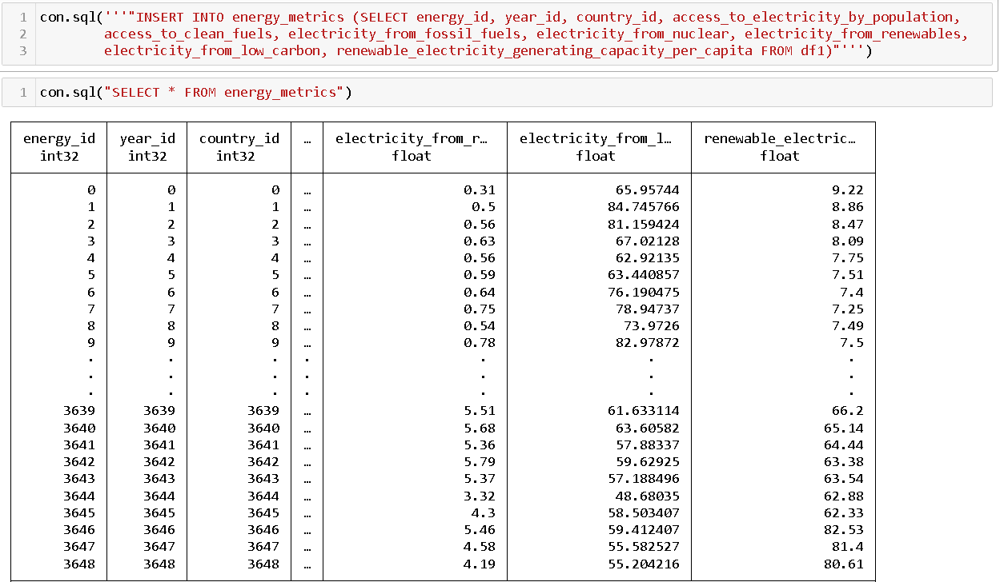 1 con.sql('''"INSERT INTO energy_metrics (SELECT energy_id, year_id, country_id, access_to_electricity_by_population,
2 access_to_clean_fuels, electricity_from_fossil_fuels, electricity_from_nuclear, electricity_from_renewables,
3 electricity_from_low_carbon, renewable_electricity_generating_capacity_per_capita FROM df1)"''')
1 con.sql("SELECT * FROM energy_metrics")
energy_id year_id country_id … electricity_from_r… electricity_from_l… renewable_electric…
int32 int32 int32 float float float
0 0 0 … 0.31 65.95744 9.22
1 1 1 … 0.5 84.745766 8.86
2 2 2 … 0.56 81.159424 8.47
3 3 3 … 0.63 67.02128 8.09
4 4 4 … 0.56 62.92135 7.75
5 5 5 … 0.59 63.440857 7.51
6 6 6 … 0.64 76.190475 7.4
7 7 7 … 0.75 78.94737 7.25
8 8 8 … 0.54 73.9726 7.49
9 9 9 … 0.78 82.97872 7.5
. . . . . . .
. . . . . . .
. . . . . . .
3639 3639 3639 … 5.51 61.633114 66.2
3640 3640 3640 … 5.68 63.60582 65.14
3641 3641 3641 … 5.36 57.88337 64.44
3642 3642 3642 … 5.79 59.62925 63.38
3643 3643 3643 … 5.37 57.188496 63.54
3644 3644 3644 … 3.32 48.68035 62.88
3645 3645 3645 … 4.3 58.503407 62.33
3646 3646 3646 … 5.46 59.412407 82.53
3647 3647 3647 … 4.58 55.582527 81.4
3648 3648 3648 … 4.19 55.204216 80.61